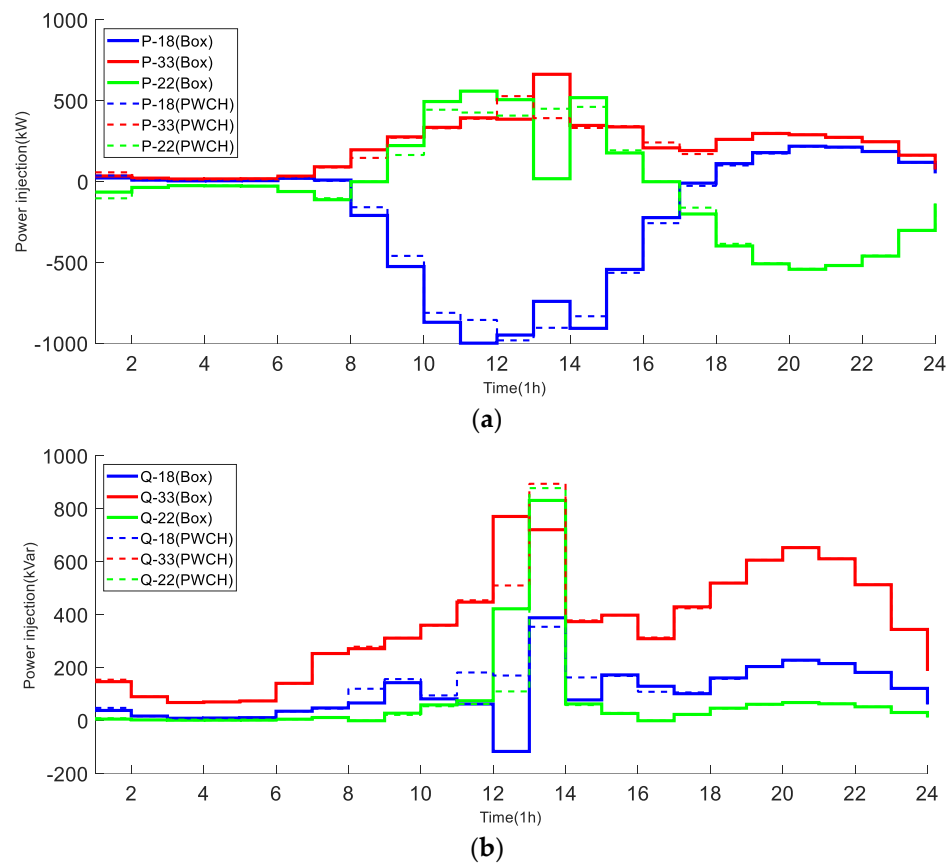 1000
500
0
-500
-1000
Power injection(kW)
P-18(Box)
P-33(Box)
P-22(Box)
P-18(PWCH)
P-33(PWCH)
P-22(PWCH)
2 4 6 8 10 12 14 16 18 20 22 24
Time(1h)
(a)
1000
800
600
400
200
0
-200
Power injection(kVar)
Q-18(Box)
Q-33(Box)
Q-22(Box)
Q-18(PWCH)
Q-33(PWCH)
Q-22(PWCH)
2 4 6 8 10 12 14 16 18 20 22 24
Time(1h)
(b)